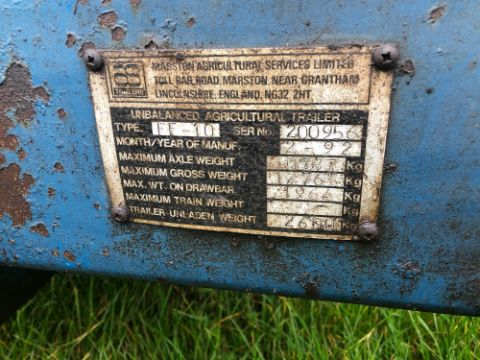 MARSTON AGRICULTURAL SERVICES LIMITED
TOLL BAR ROAD, MARSTON, NEAR GRANTHAM
LINCOLNSHIRE, ENGLAND, NG32 2HT
UNBALANCED AGRICULTURAL TRAILER
TYPE. FF-10 SER No. 200956
MONTH/YEAR OF MANUF. 2-92
MAXIMUM AXLE WEIGHT Kg
MAXIMUM GROSS WEIGHT Kg
MAX. WT. ON DRAWBAR. Kg
MAXIMUM TRAIN WEIGHT Kg
TRAILER UNLADEN WEIGHT Kg